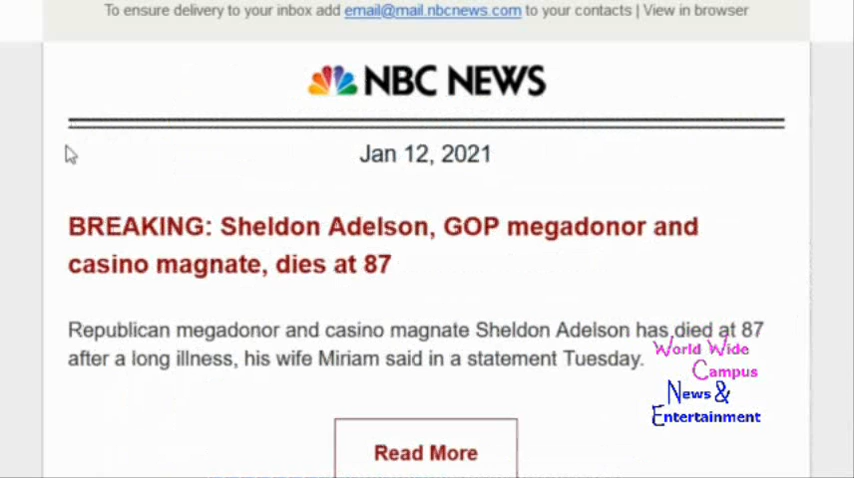 To ensure delivery to your inbox add email@mail.nbcnews.com to your contacts | View in browser
NBC NEWS
Jan 12, 2021
BREAKING: Sheldon Adelson, GOP megadonor and
casino magnate, dies at 87
Republican megadonor and casino magnate Sheldon Adelson has died at 87
after a long illness, his wife Miriam said in a statement Tuesday.
World Wide
Campus
News &
Entertainment
Read More